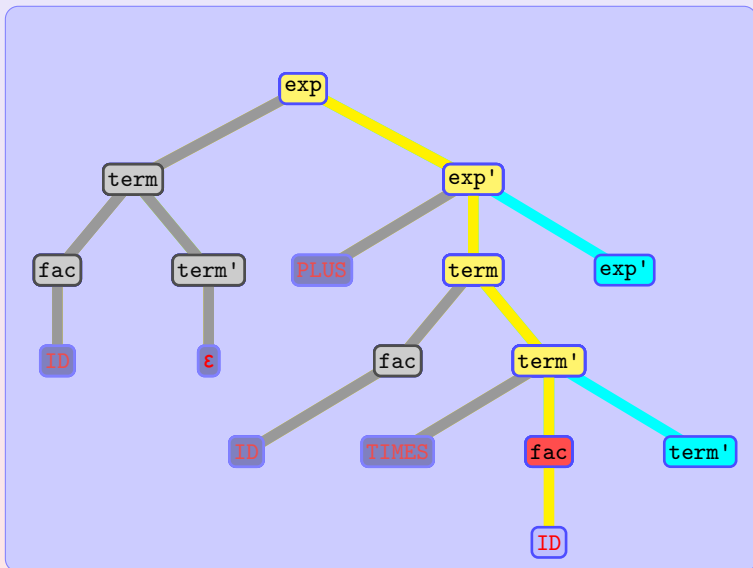 exp
term exp'
fac term' PLUS term exp'
ID ε fac term'
ID TIMES fac term'
ID